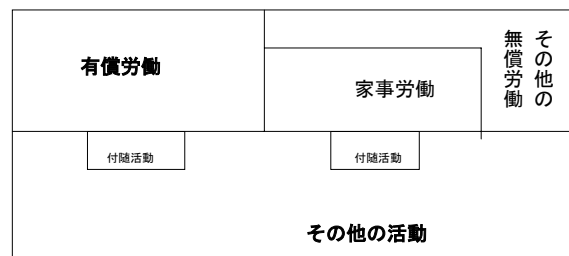 有償労働
家事労働
その他の
無償労働
付随活動
付随活動
その他の活動